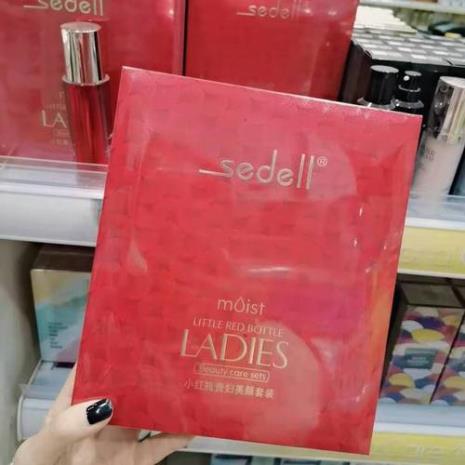 sedell
sedell
LADIES
sedell®
moist
LITTLE RED BOTTLE
LADIES
Beauty care sets
小红瓶贵妇美颜套装